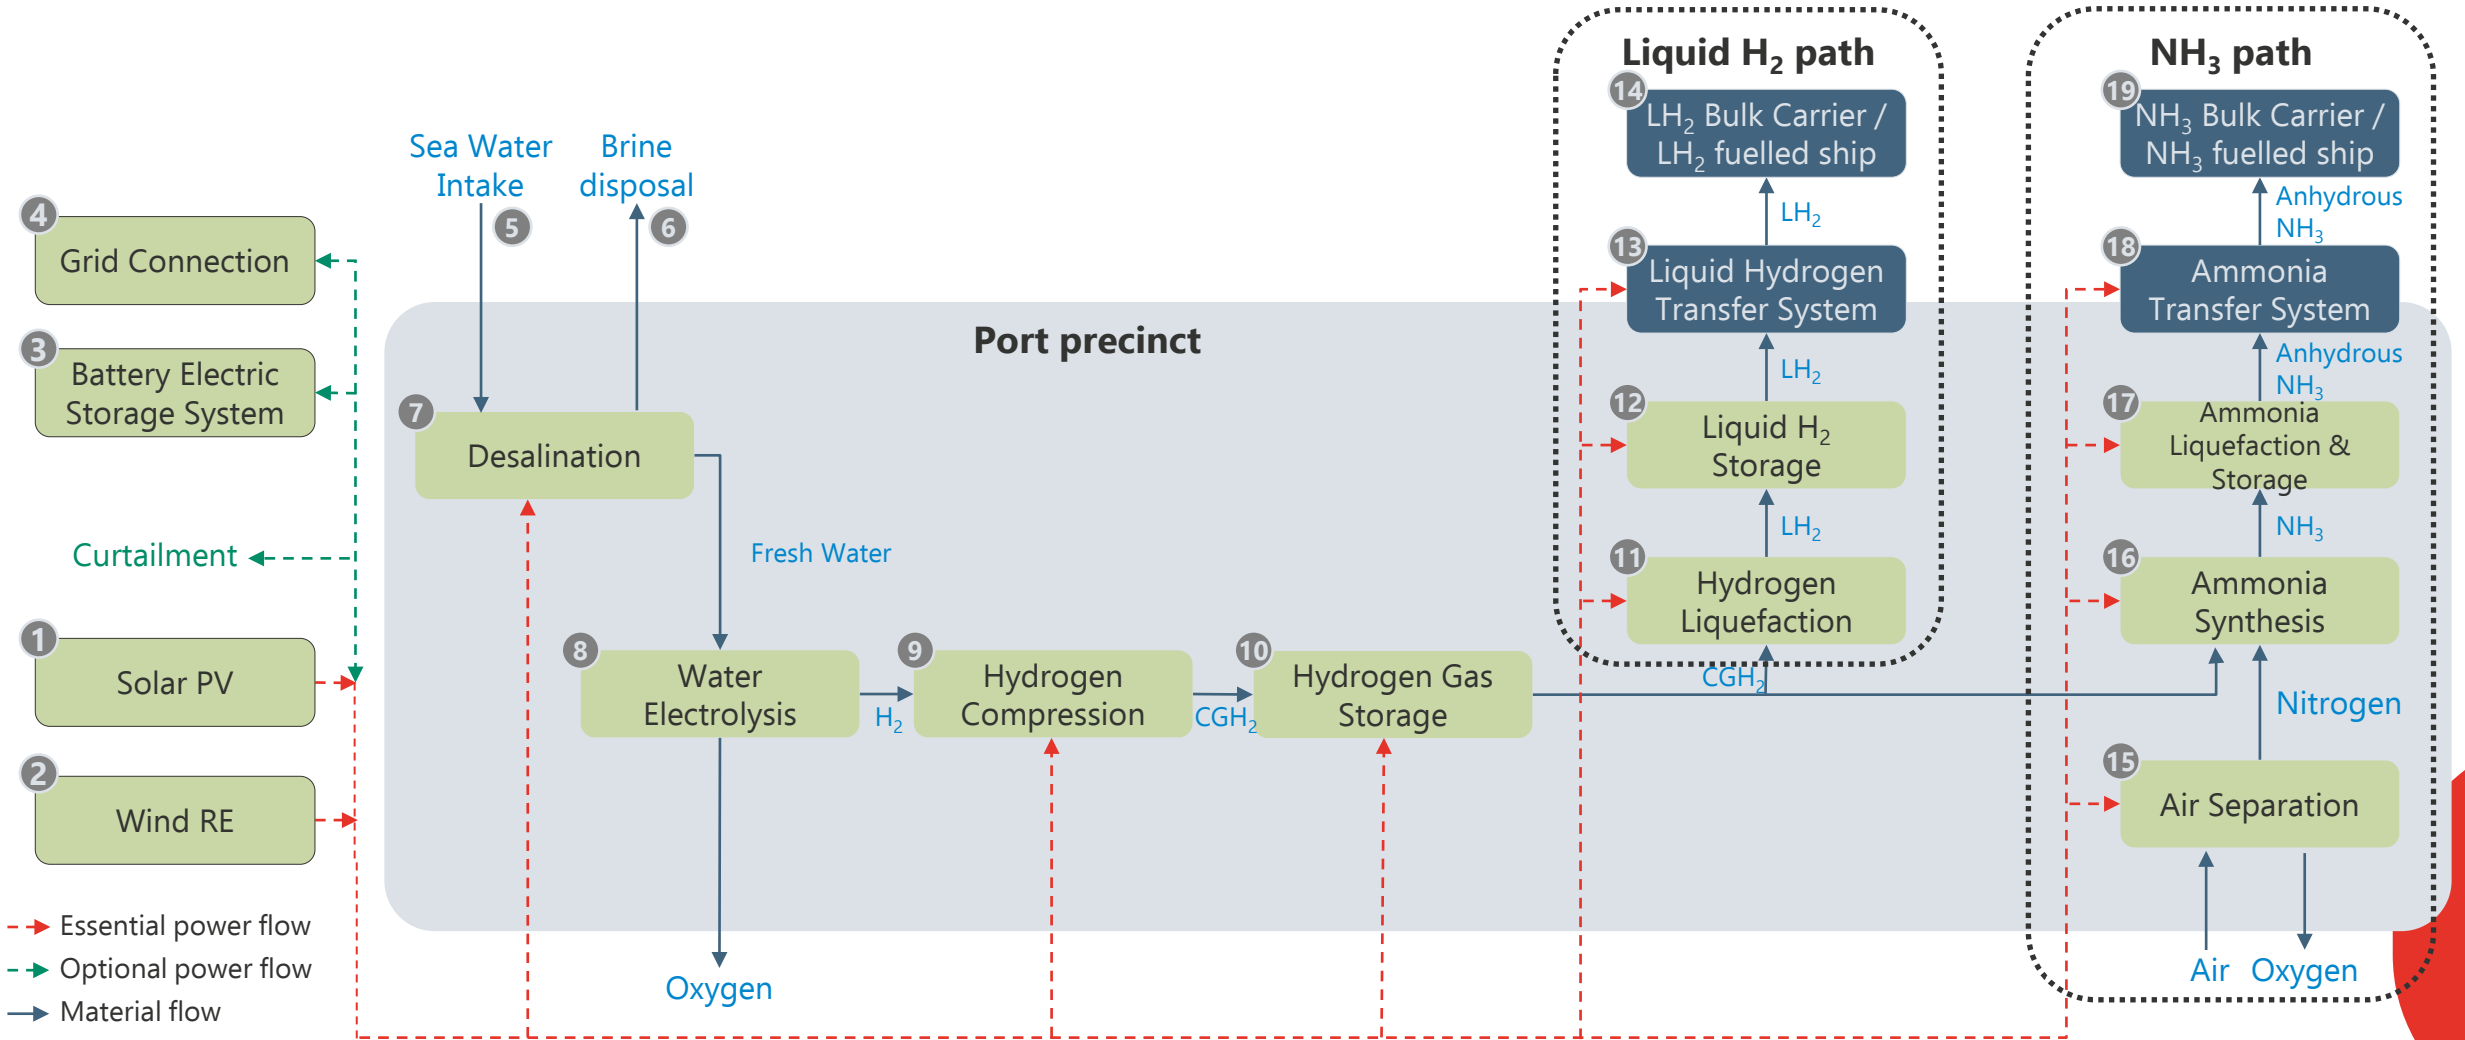 Liquid H₂ path
NH₃ path
14
LH₂ Bulk Carrier /
LH₂ fuelled ship
19
NH₃ Bulk Carrier /
NH₃ fuelled ship
Sea Water
Intake
Brine
disposal
5
6
LH₂
Anhydrous
NH₃
4
Grid Connection
13
Liquid Hydrogen
Transfer System
18
Ammonia
Transfer System
Port precinct
3
Battery Electric
Storage System
LH₂
Anhydrous
NH₃
7
Desalination
12
Liquid H₂
Storage
17
Ammonia
Liquefaction &
Storage
Curtailment
Fresh Water
LH₂
NH₃
11
Hydrogen
Liquefaction
16
Ammonia
Synthesis
1
Solar PV
8
Water
Electrolysis
H₂
9
Hydrogen
Compression
CGH₂
10
Hydrogen Gas
Storage
CGH₂
Nitrogen
2
Wind RE
15
Air Separation
Essential power flow
Optional power flow
Material flow
Oxygen
Air
Oxygen